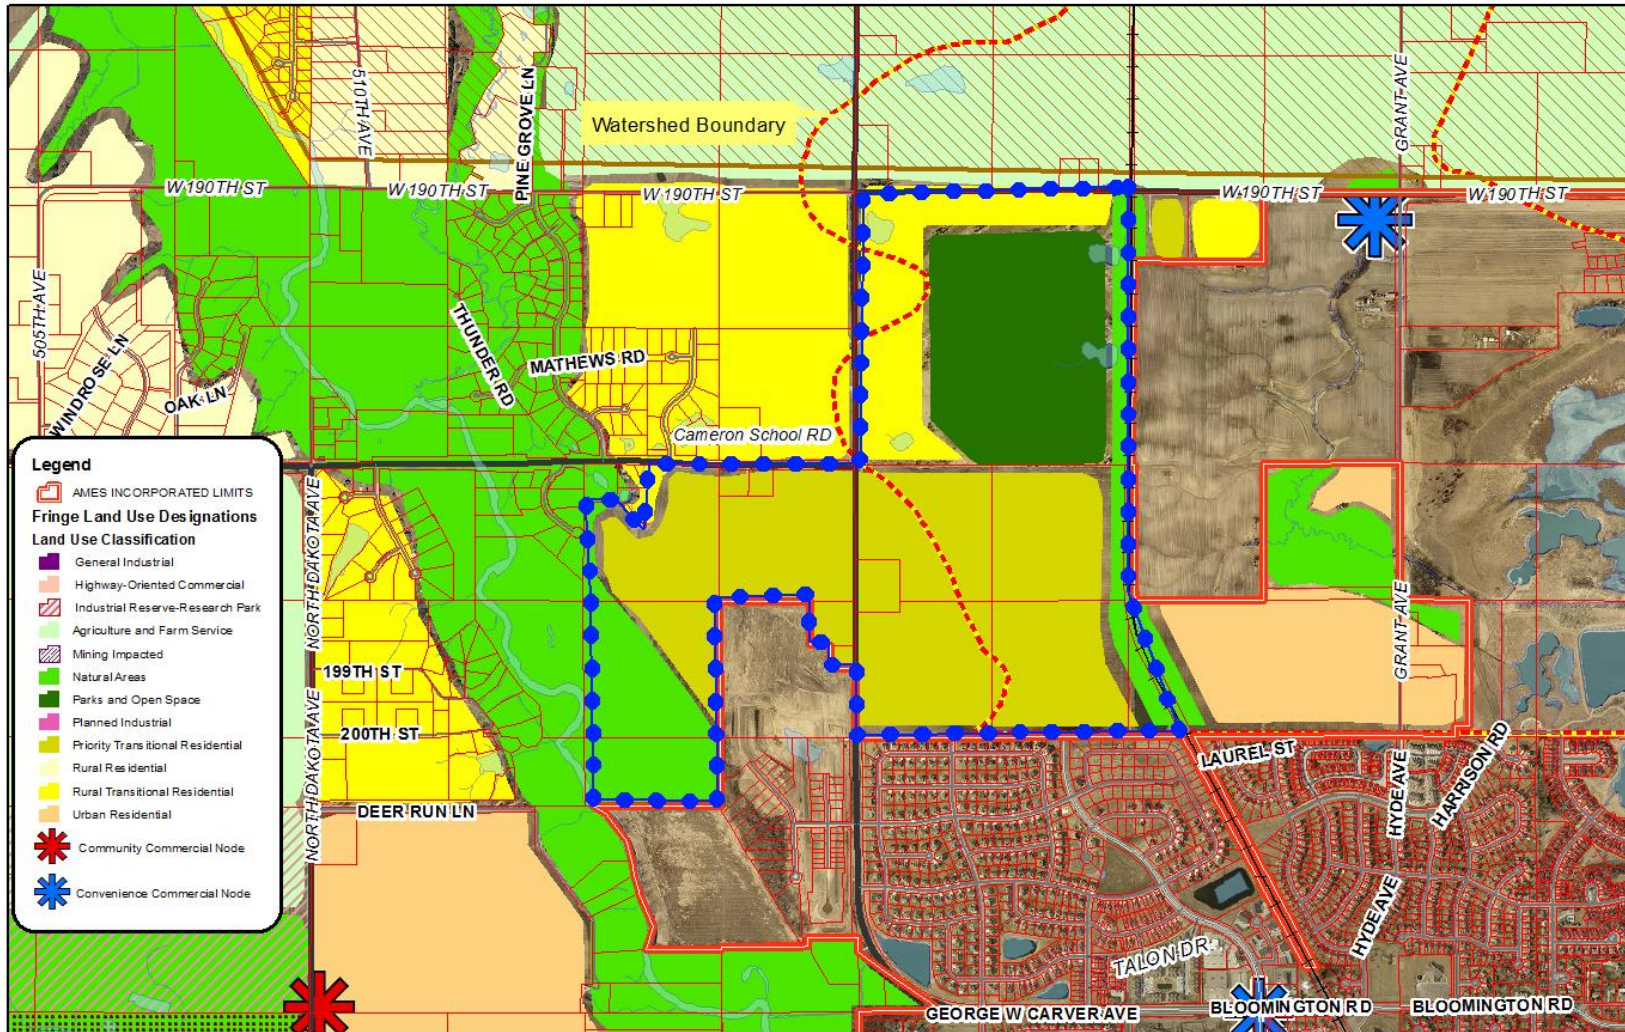 510TH AVE
PINE GROVE LN
GRANT AVE
Watershed Boundary
W 190TH ST
W 190TH ST
W 190TH ST
W 190TH ST
W 190TH ST
505TH AVE
WINDROSE LN
OAK LN
THUNDER RD
MATHEWS RD
Cameron School RD
Legend
AMES INCORPORATED LIMITS
Fringe Land Use Designations
Land Use Classification
General Industrial
Highway-Oriented Commercial
Industrial Reserve-Research Park
Agriculture and Farm Service
Mining Impacted
Natural Areas
Parks and Open Space
Planned Industrial
Priority Transitional Residential
Rural Residential
Rural Transitional Residential
Urban Residential
Community Commercial Node
Convenience Commercial Node
NORTH DAKOTA AVE
NORTH DAKOTA AVE
NORTH DAKOTA AVE
199TH ST
200TH ST
DEER RUN LN
GRANT AVE
LAUREL ST
HYDE AVE
HARRISON RD
HYDE AVE
TALON DR
GEORGE W CARVER AVE
BLOOMINGTON RD
BLOOMINGTON RD